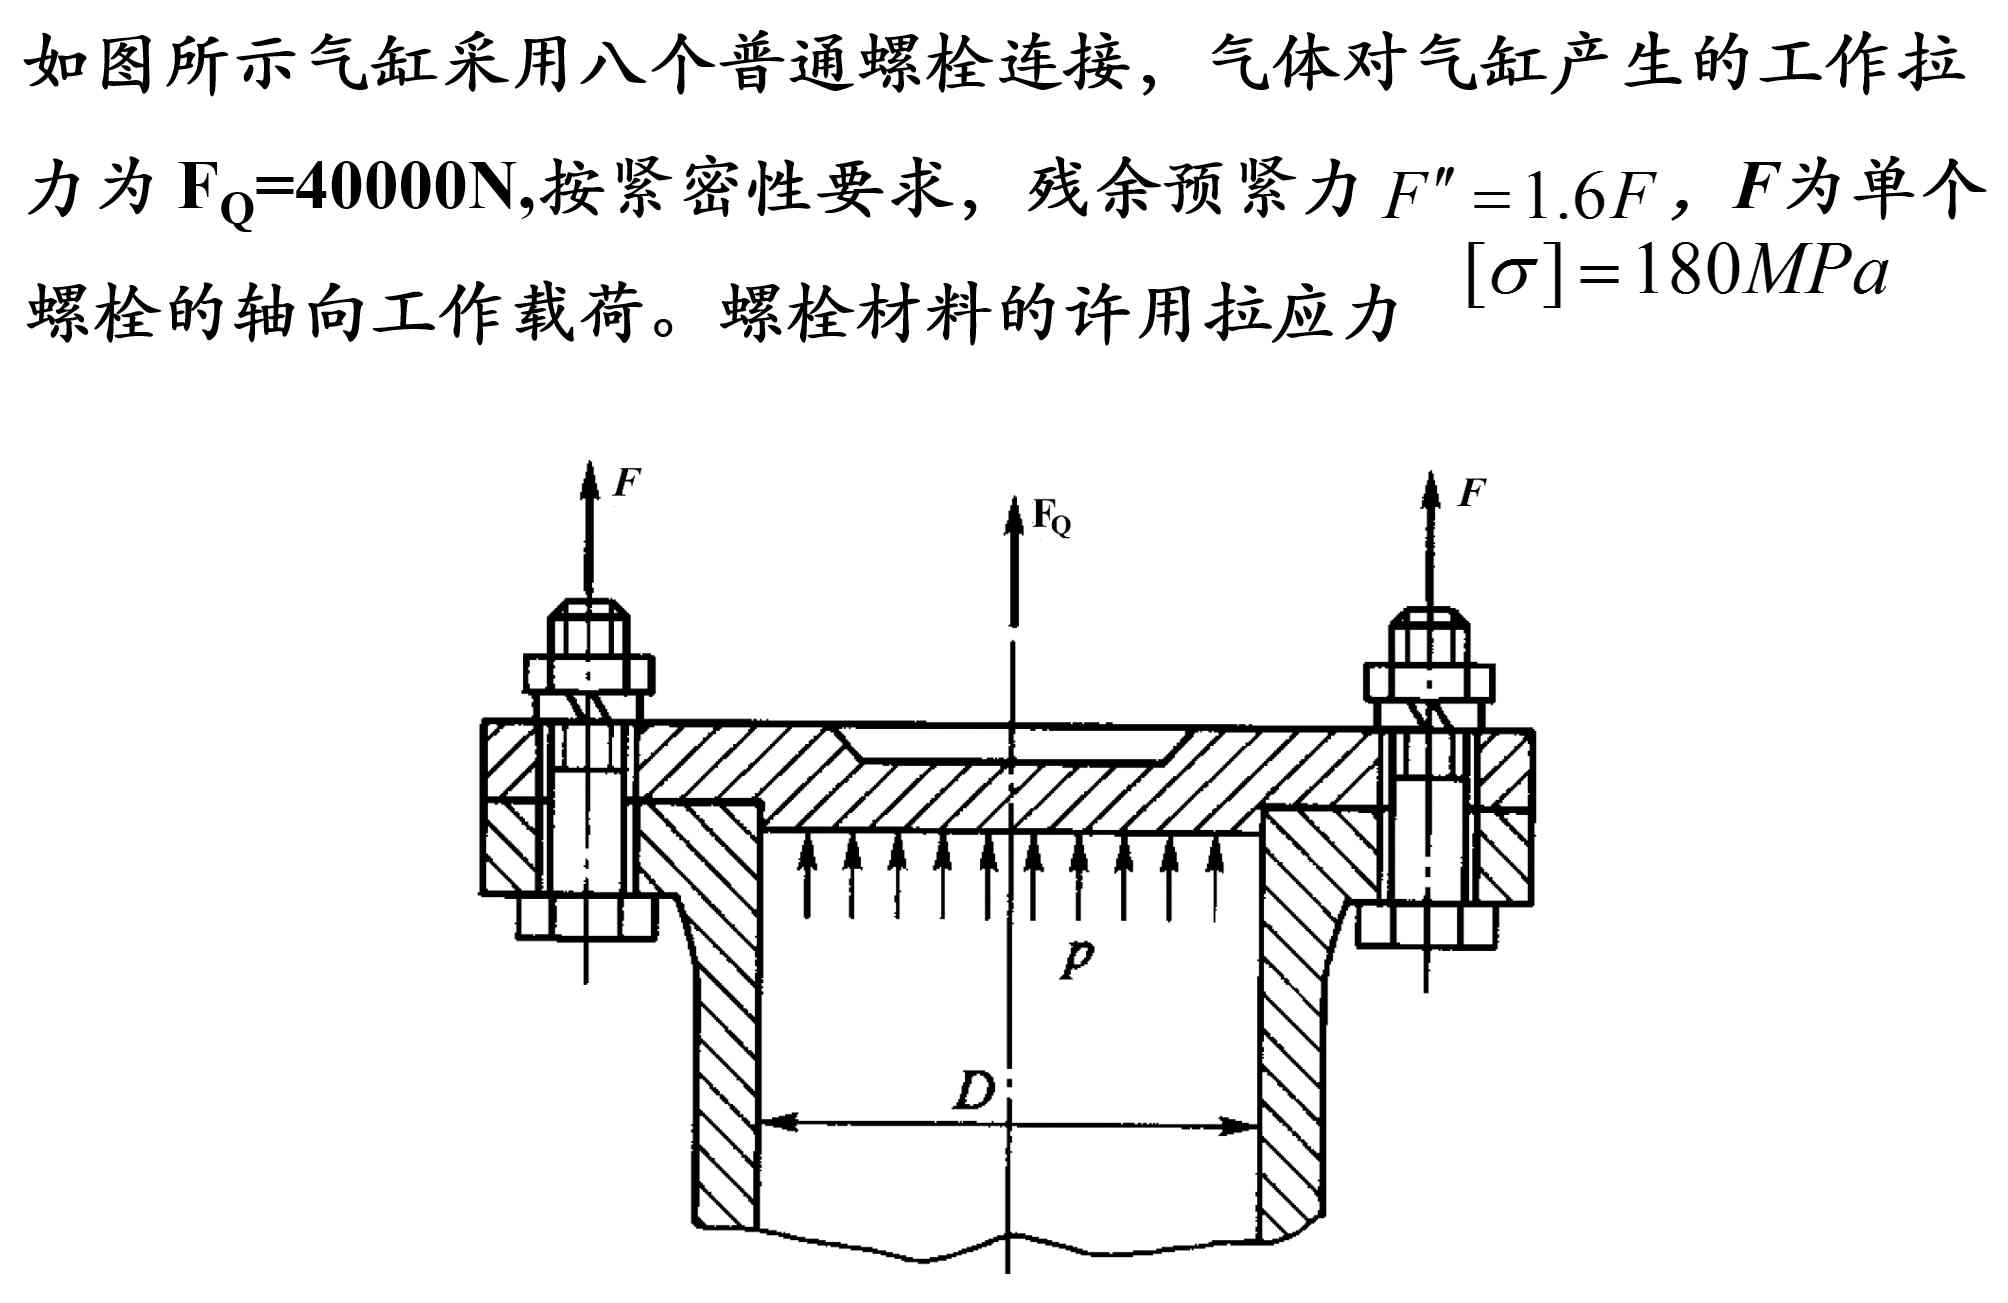 如图所示气缸采用八个普通螺栓连接，气体对气缸产生的工作拉
力为 F_Q=40000N,按紧密性要求，残余预紧力 F″=1.6F，F为单个
螺栓的轴向工作载荷。螺栓材料的许用拉应力 [σ]=180MPa
F
F_Q
F
p
D